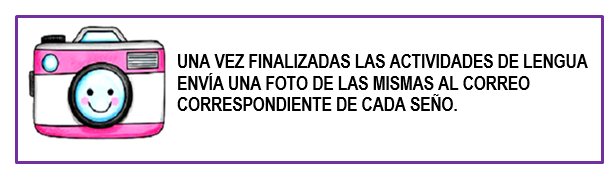 UNA VEZ FINALIZADAS LAS ACTIVIDADES DE LENGUA
ENVÍA UNA FOTO DE LAS MISMAS AL CORREO
CORRESPONDIENTE DE CADA SEÑO.